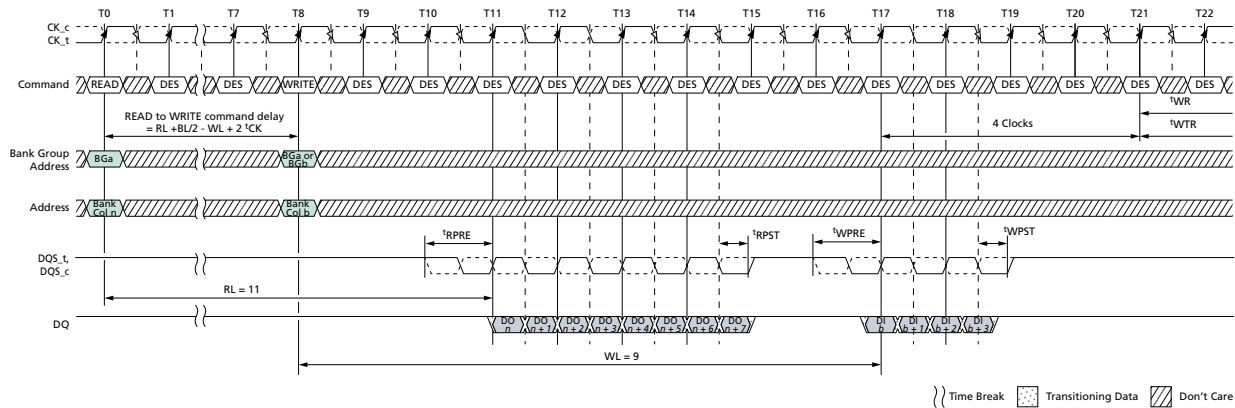 T0 T1 T7 T8 T9 T10 T11 T12 T13 T14 T15 T16 T17 T18 T19 T20 T21 T22
CK_c
CK_t
Command READ DES DES WRITE DES DES DES DES DES DES DES DES DES DES DES DES DES DES
tWR
READ to WRITE command delay
= RL +BL/2 - WL + 2 tCK
4 Clocks
tWTR
Bank Group
Address
BGa
BGa or
BGb
Address
Bank
Col n
Bank
Col b
tRPRE tRPST tWPRE tWPST
DQS_t,
DQS_c
RL = 11
DQ
DO
n
DO
n + 1
DO
n + 2
DO
n + 3
DO
n + 4
DO
n + 5
DO
n + 6
DO
n + 7
DI
b
DI
b + 1
DI
b + 2
DI
b + 3
WL = 9
Time Break Transitioning Data Don't Care